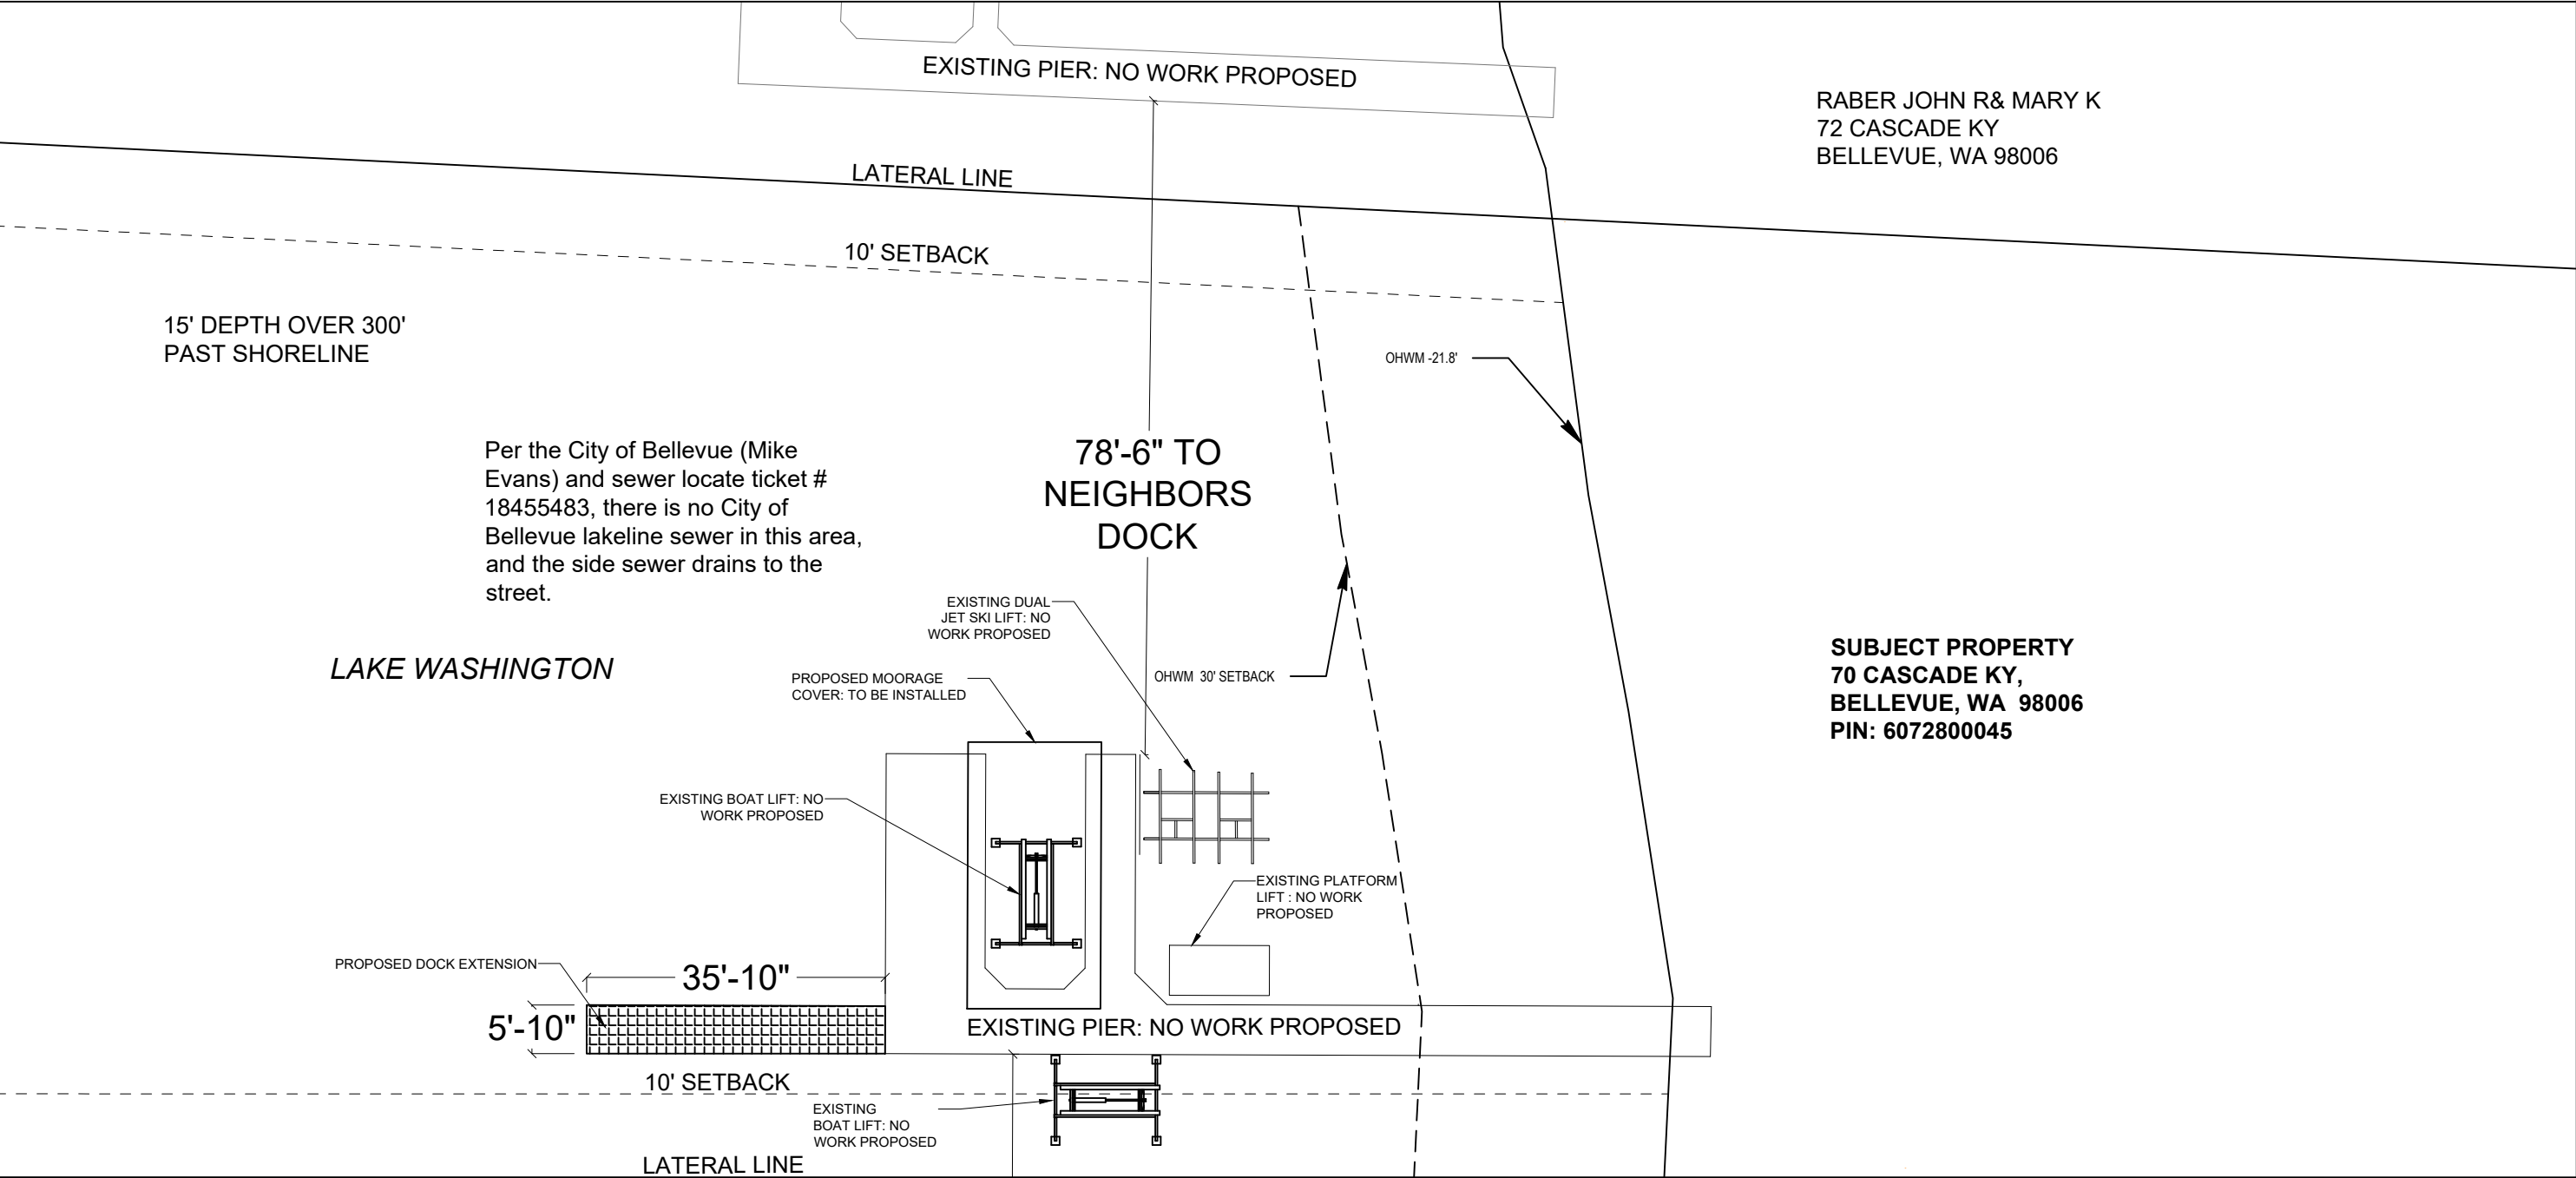 EXISTING PIER: NO WORK PROPOSED
RABER JOHN R& MARY K
72 CASCADE KY
BELLEVUE, WA 98006
LATERAL LINE
10' SETBACK
15' DEPTH OVER 300'
PAST SHORELINE
OHWM -21.8'
Per the City of Bellevue (Mike
Evans) and sewer locate ticket #
18455483, there is no City of
Bellevue lakeline sewer in this area,
and the side sewer drains to the
street.
78'-6" TO
NEIGHBORS
DOCK
EXISTING DUAL
JET SKI LIFT: NO
WORK PROPOSED
LAKE WASHINGTON
PROPOSED MOORAGE
COVER: TO BE INSTALLED
OHWM 30' SETBACK
SUBJECT PROPERTY
70 CASCADE KY,
BELLEVUE, WA 98006
PIN: 6072800045
EXISTING BOAT LIFT: NO
WORK PROPOSED
EXISTING PLATFORM
LIFT : NO WORK
PROPOSED
PROPOSED DOCK EXTENSION
35'-10"
5'-10"
EXISTING PIER: NO WORK PROPOSED
10' SETBACK
EXISTING
BOAT LIFT: NO
WORK PROPOSED
LATERAL LINE